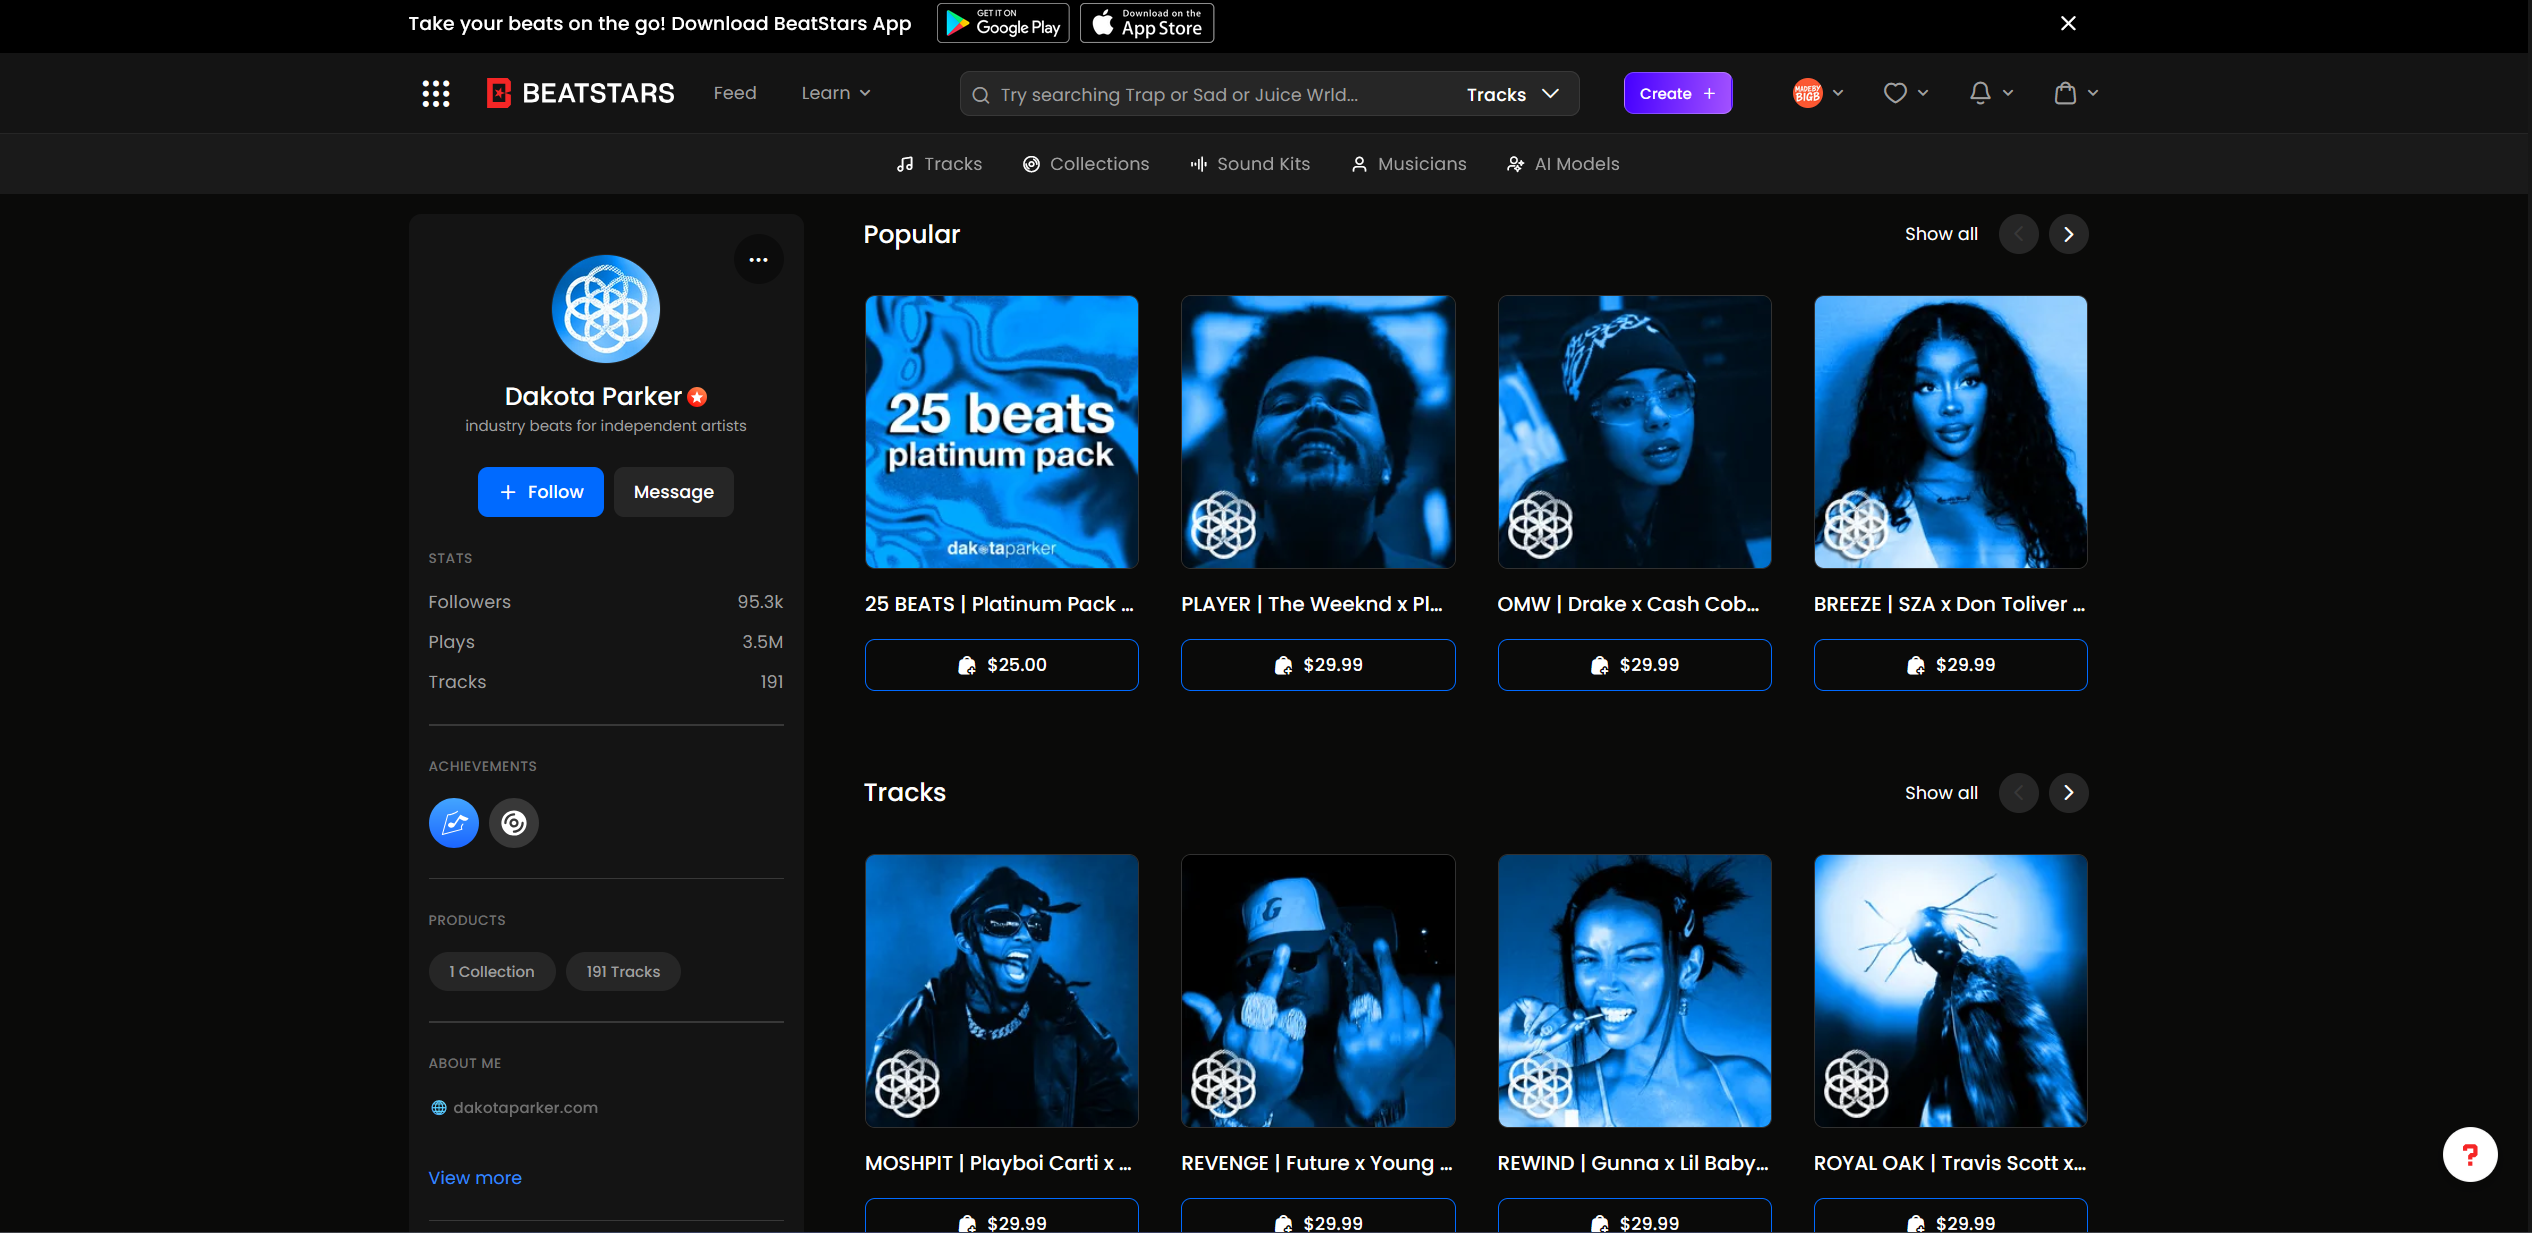 Take your beats on the go! Download BeatStars App
GET IT ON
Google Play
Download on the
App Store
BEATSTARS
Feed
Learn
Try searching Trap or Sad or Juice Wrld...
Tracks
Create +
MADE BY
BIGB
Tracks
Collections
Sound Kits
Musicians
AI Models
Dakota Parker
industry beats for independent artists
+ Follow
Message
STATS
Followers 95.3k
Plays 3.5M
Tracks 191
ACHIEVEMENTS
PRODUCTS
1 Collection
191 Tracks
ABOUT ME
dakotaparker.com
View more
Popular
Show all
25 beats
platinum pack
dakotaparker
25 BEATS | Platinum Pack ...
PLAYER | The Weeknd x Pl...
OMW | Drake x Cash Cob...
BREEZE | SZA x Don Toliver ...
$25.00
$29.99
$29.99
$29.99
Tracks
Show all
G
MOSHPIT | Playboi Carti x ...
REVENGE | Future x Young ...
REWIND | Gunna x Lil Baby...
ROYAL OAK | Travis Scott x...
$29.99
$29.99
$29.99
$29.99
?